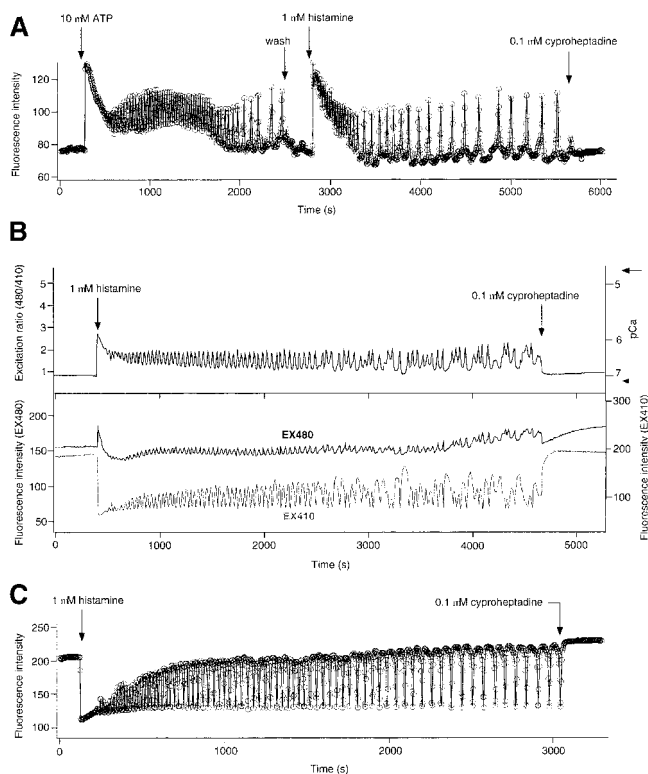 A
10 mM ATP
1 mM histamine
wash
0.1 mM cyproheptadine
Fluorescence intensity
120
100
80
60
0 1000 2000 3000 4000 5000 6000
Time (s)
B
1 mM histamine
0.1 mM cyproheptadine
Excitation ratio (480/410)
5
4
3
2
1
5
6
7
pCa
Fluorescence intensity (EX480)
200
150
100
50
EX480
EX410
300
200
100
Fluorescence intensity (EX410)
0 1000 2000 3000 4000 5000
Time (s)
C
1 mM histamine
0.1 mM cyproheptadine
Fluorescence intensity
250
200
150
100
0 1000 2000 3000
Time (s)